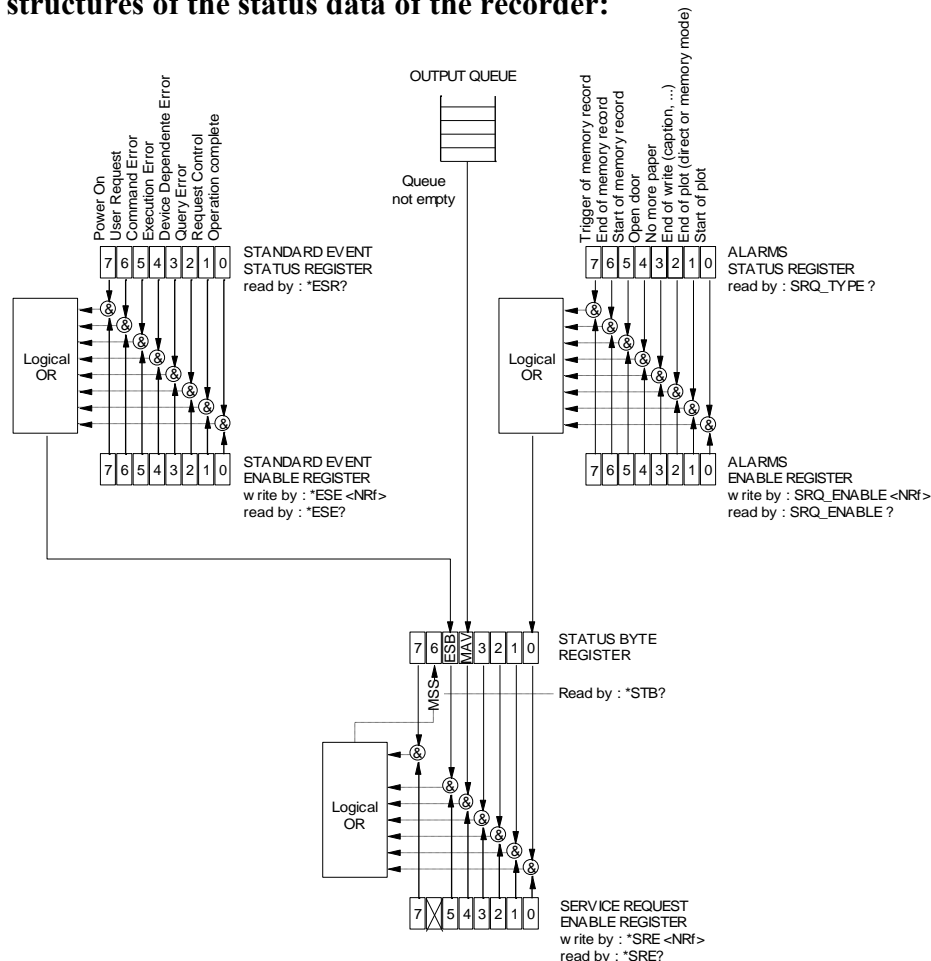 structures of the status data of the recorder:
OUTPUT QUEUE
Queue
not empty
Power On
User Request
Command Error
Execution Error
Device Dependente Error
Query Error
Request Control
Operation complete
7 6 5 4 3 2 1 0
STANDARD EVENT
STATUS REGISTER
read by : *ESR?
& & & & & & & &
Logical
OR
7 6 5 4 3 2 1 0
STANDARD EVENT
ENABLE REGISTER
write by : *ESE <NRf>
read by : *ESE?
Trigger of memory record
End of memory record
Start of memory record
Open door
No more paper
End of write (caption, ...)
End of plot (direct or memory mode)
Start of plot
7 6 5 4 3 2 1 0
ALARMS
STATUS REGISTER
read by : SRQ_TYPE ?
& & & & & & & &
Logical
OR
7 6 5 4 3 2 1 0
ALARMS
ENABLE REGISTER
write by : SRQ_ENABLE <NRf>
read by : SRQ_ENABLE ?
7 6 ESB MAV 3 2 1 0
STATUS BYTE
REGISTER
MSS
Read by : *STB?
& & & & & & &
Logical
OR
7 5 4 3 2 1 0
SERVICE REQUEST
ENABLE REGISTER
write by : *SRE <NRf>
read by : *SRE?